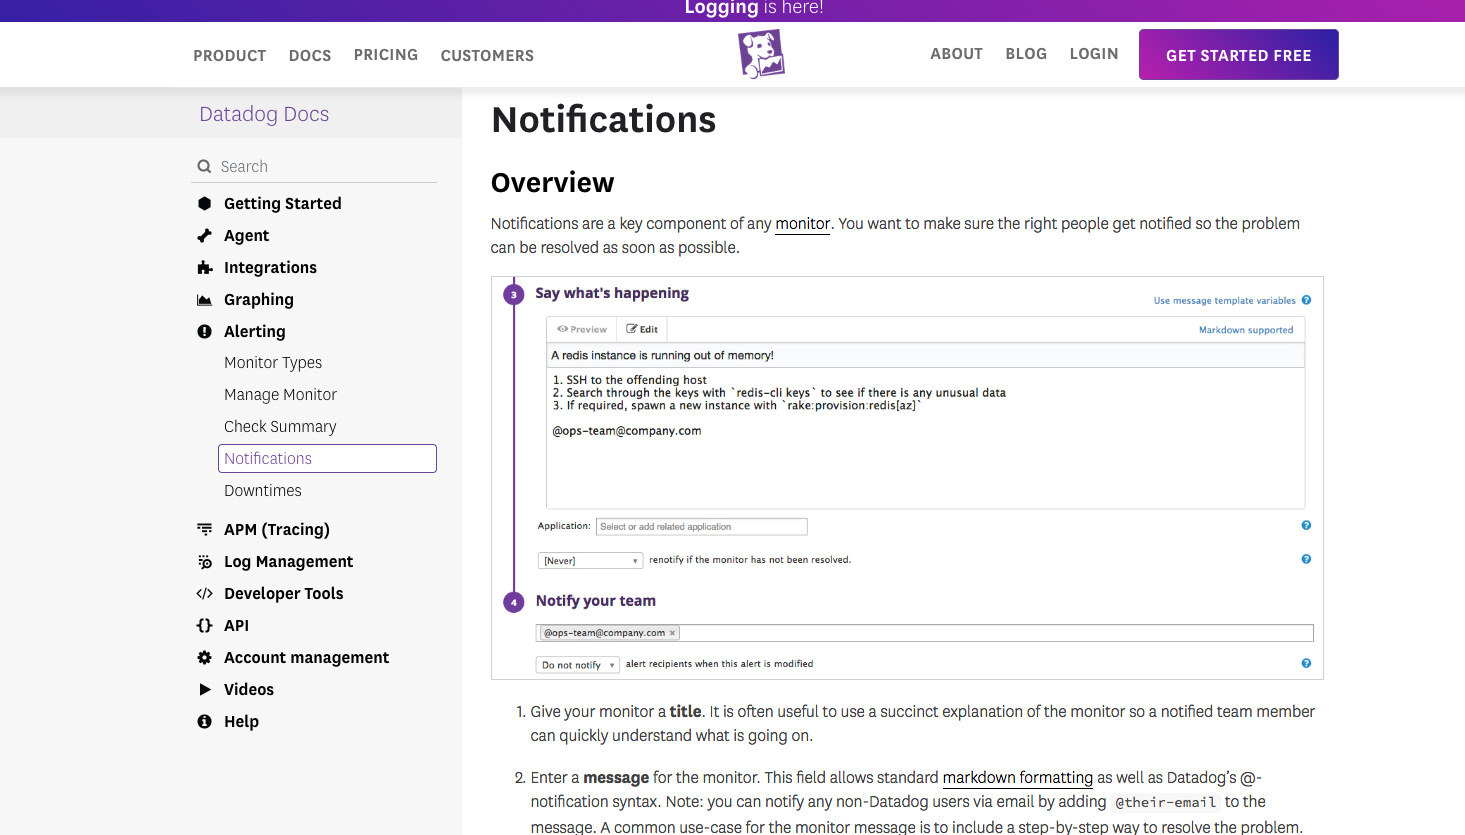 Logging is here!
PRODUCT DOCS PRICING CUSTOMERS ABOUT BLOG LOGIN GET STARTED FREE
Datadog Docs
Search
Getting Started
Agent
Integrations
Graphing
Alerting
Monitor Types
Manage Monitor
Check Summary
Notifications
Downtimes
APM (Tracing)
Log Management
Developer Tools
API
Account management
Videos
Help
Notifications
Overview
Notifications are a key component of any monitor. You want to make sure the right people get notified so the problem
can be resolved as soon as possible.
3 Say what's happening
Use message template variables ?
Preview Edit Markdown supported
A redis instance is running out of memory!
1. SSH to the offending host
2. Search through the keys with `redis-cli keys` to see if there is any unusual data
3. If required, spawn a new instance with `rake:provision:redis[az]`
@ops-team@company.com
Application: Select or add related application ?
[Never] renotify if the monitor has not been resolved. ?
4 Notify your team
@ops-team@company.com ×
Do not notify alert recipients when this alert is modified ?
1. Give your monitor a title. It is often useful to use a succinct explanation of the monitor so a notified team member
can quickly understand what is going on.
2. Enter a message for the monitor. This field allows standard markdown formatting as well as Datadog’s @-
notification syntax. Note: you can notify any non-Datadog users via email by adding @their-email to the
message. A common use-case for the monitor message is to include a step-by-step way to resolve the problem.